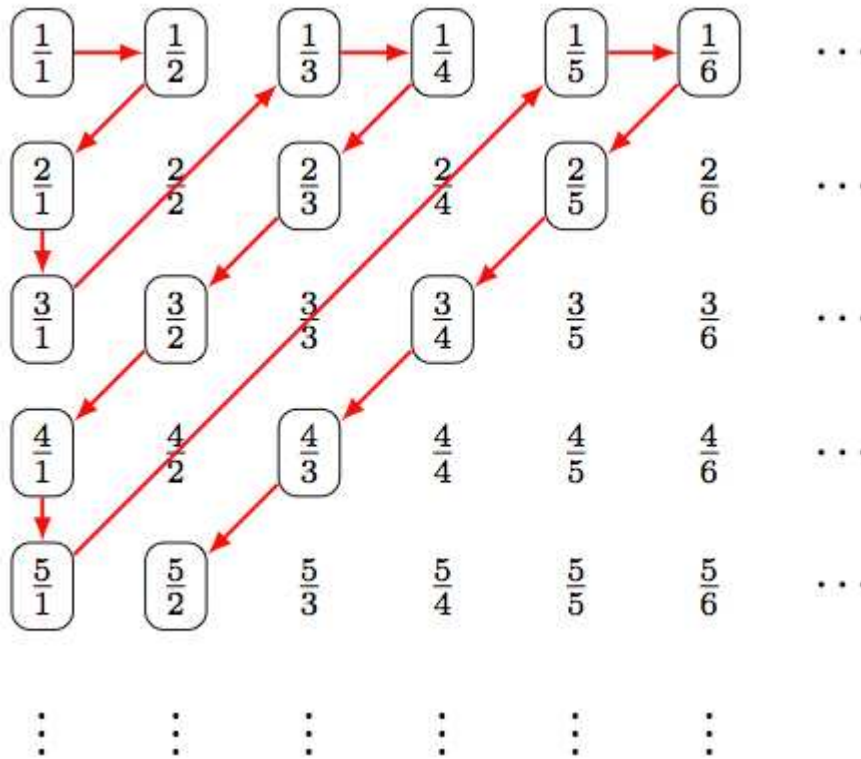 1/1 1/2 1/3 1/4 1/5 1/6 ···
2/1 2/2 2/3 2/4 2/5 2/6 ···
3/1 3/2 3/3 3/4 3/5 3/6 ···
4/1 4/2 4/3 4/4 4/5 4/6 ···
5/1 5/2 5/3 5/4 5/5 5/6 ···
⋮ ⋮ ⋮ ⋮ ⋮ ⋮